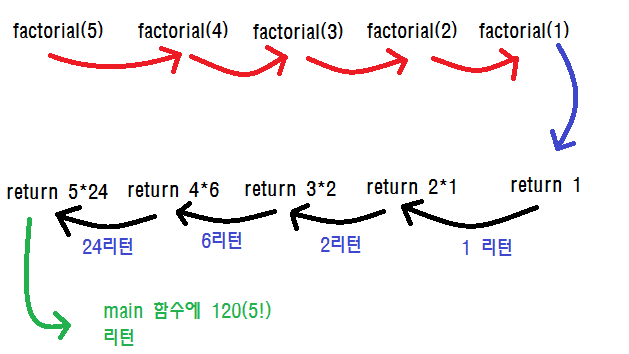 factorial(5) factorial(4) factorial(3) factorial(2) factorial(1)
return 5*24 return 4*6 return 3*2 return 2*1 return 1
24리턴 6리턴 2리턴 1 리턴
main 함수에 120(5!)
리턴